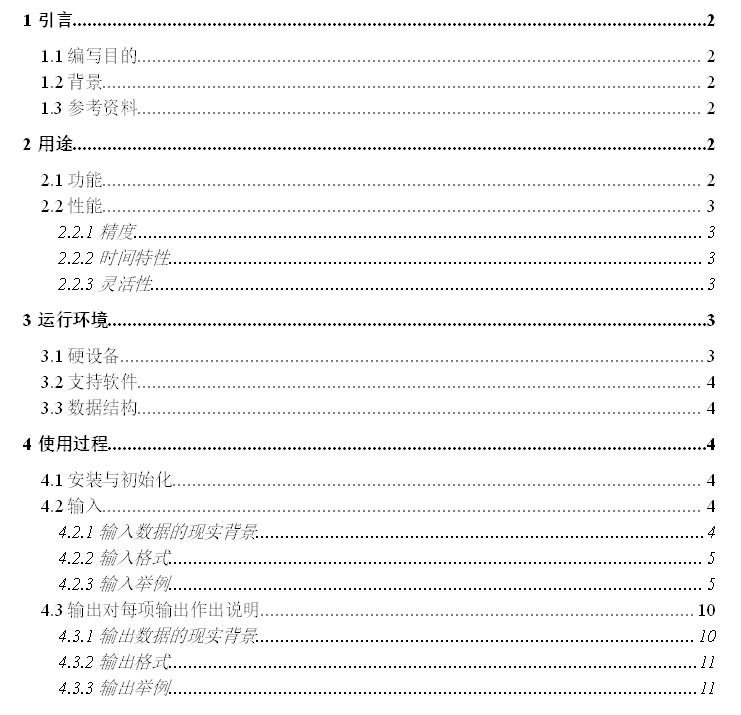 1 引言........................2
1.1 编写目的........................ 2
1.2 背景........................ 2
1.3 参考资料........................ 2
2 用途........................2
2.1 功能........................ 2
2.2 性能........................ 3
2.2.1 精度........................ 3
2.2.2 时间特性........................ 3
2.2.3 灵活性........................ 3
3 运行环境........................3
3.1 硬设备........................3
3.2 支持软件........................ 4
3.3 数据结构........................ 4
4 使用过程........................4
4.1 安装与初始化........................ 4
4.2 输入........................ 4
4.2.1 输入数据的现实背景........................ 4
4.2.2 输入格式........................ 5
4.2.3 输入举例........................ 5
4.3 输出对每项输出作出说明........................ 10
4.3.1 输出数据的现实背景........................ 10
4.3.2 输出格式........................ 11
4.3.3 输出举例........................ 11